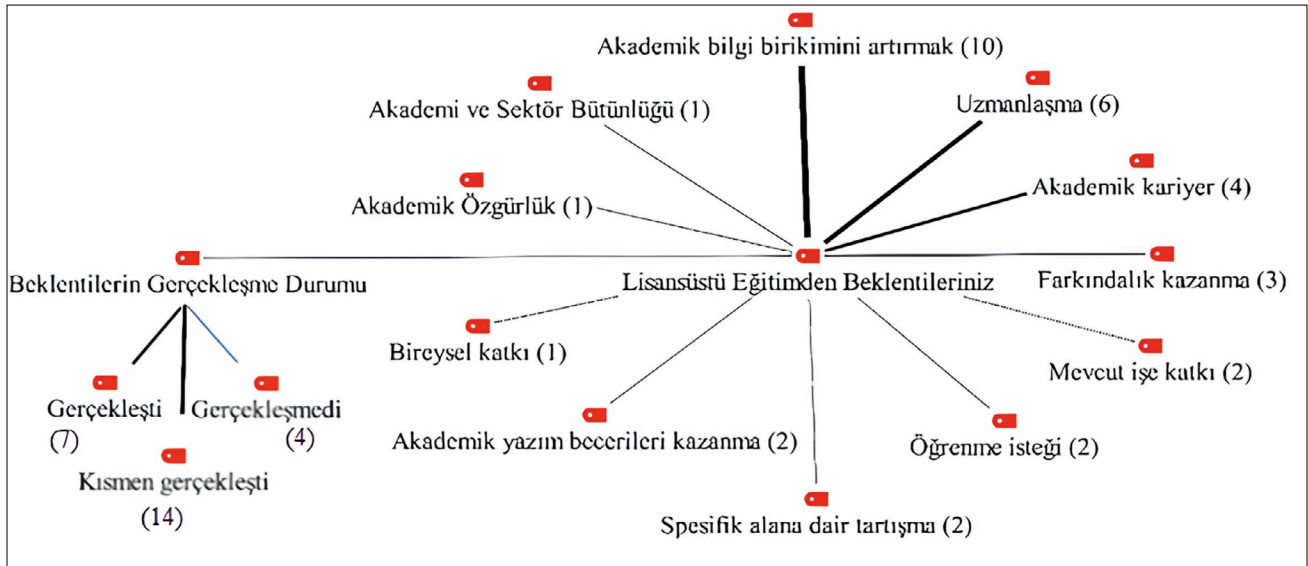 Akademik bilgi birikimini artırmak (10)
Akademi ve Sektör Bütünlüğü (1)
Uzmanlaşma (6)
Akademik kariyer (4)
Akademik Özgürlük (1)
Beklentilerin Gerçekleşme Durumu
Lisansüstü Eğitimden Beklentileriniz
Farkındalık kazanma (3)
Bireysel katkı (1)
Mevcut işe katkı (2)
Gerçekleşti
(7)
Gerçekleşmedi
(4)
Akademik yazım becerileri kazanma (2)
Öğrenme isteği (2)
Kısmen gerçekleşti
(14)
Spesifik alana dair tartışma (2)